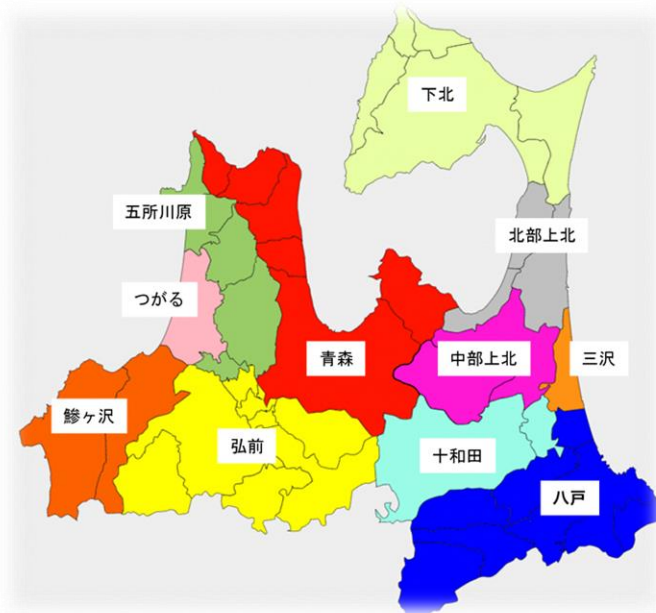 下北
五所川原
北部上北
つがる
青森
中部上北
三沢
鰺ヶ沢
弘前
十和田
八戸